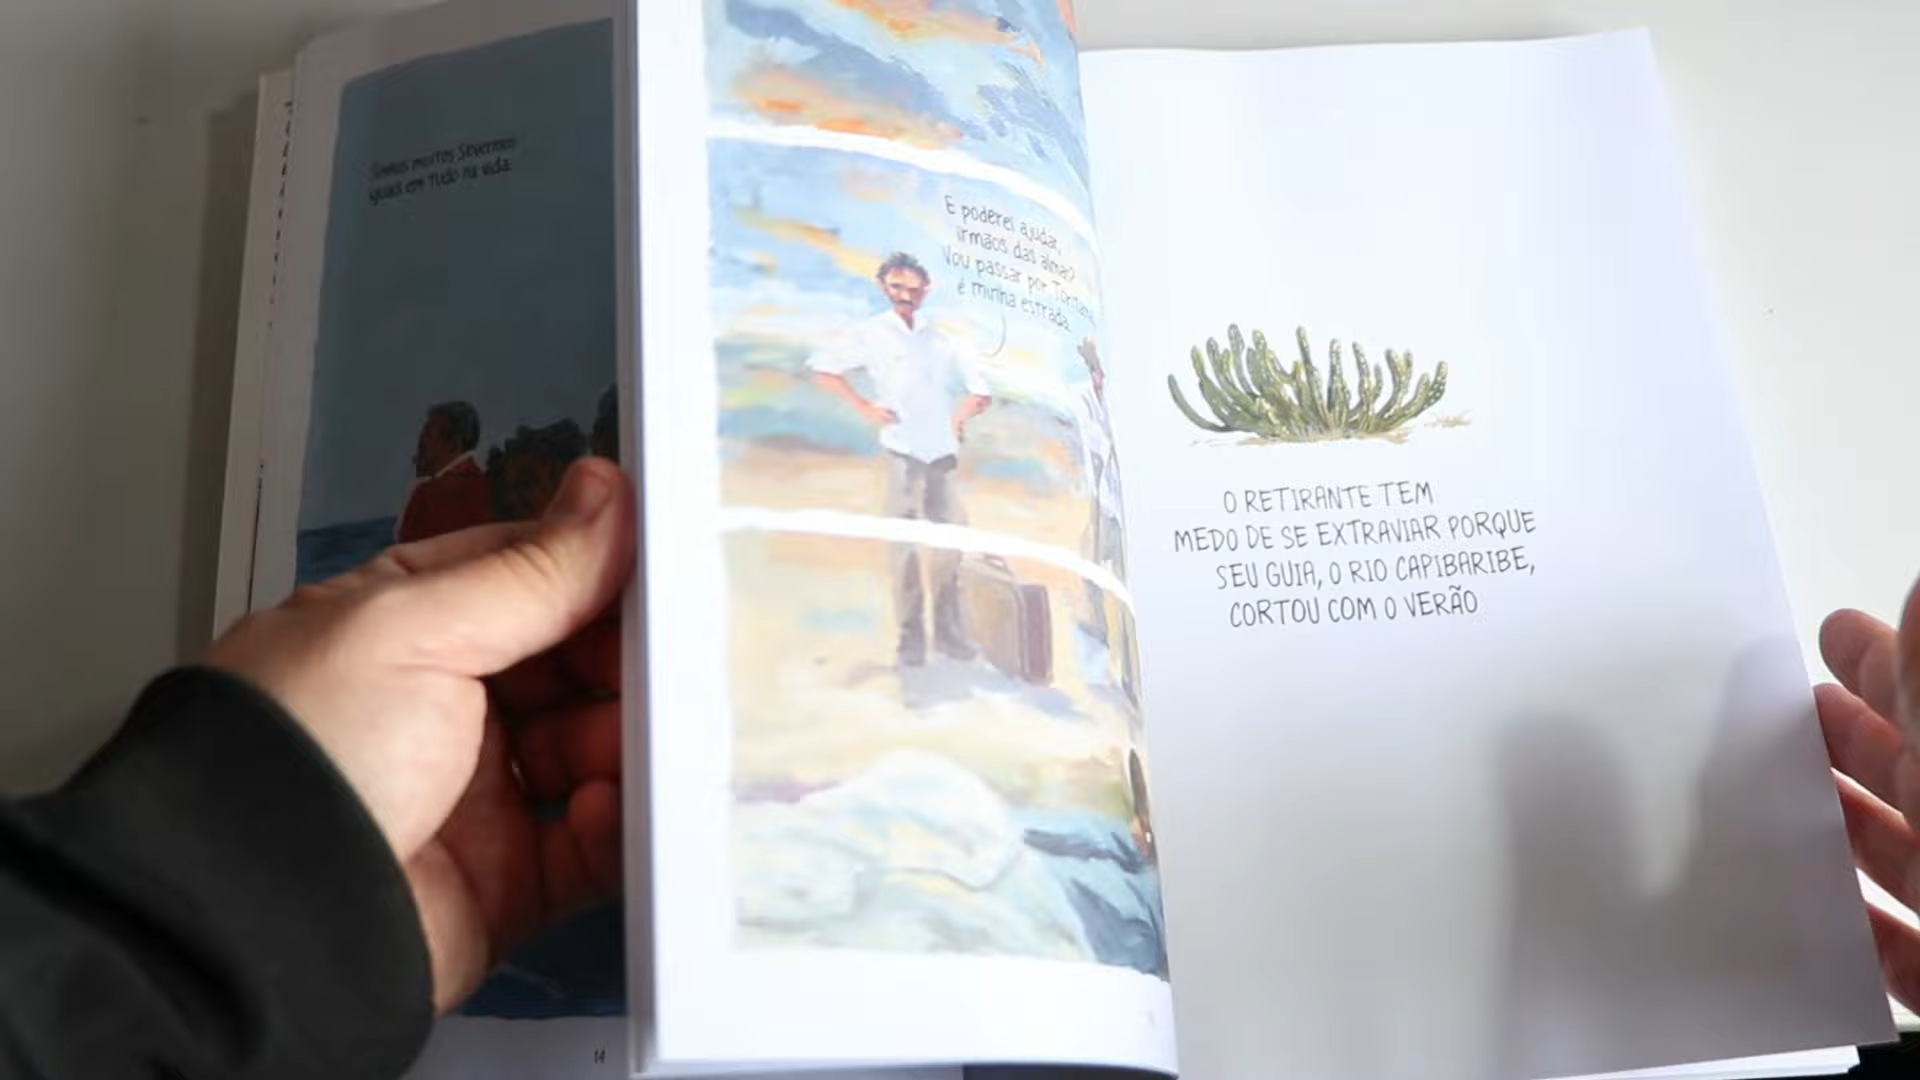 Somos muitos Severinos
iguais em tudo na vida.
14
E poderei ajudar,
irmãos das almas?
Vou passar por
é minha estrada.
O RETIRANTE TEM
MEDO DE SE EXTRAVIAR PORQUE
SEU GUIA, O RIO CAPIBARIBE,
CORTOU COM O VERÃO